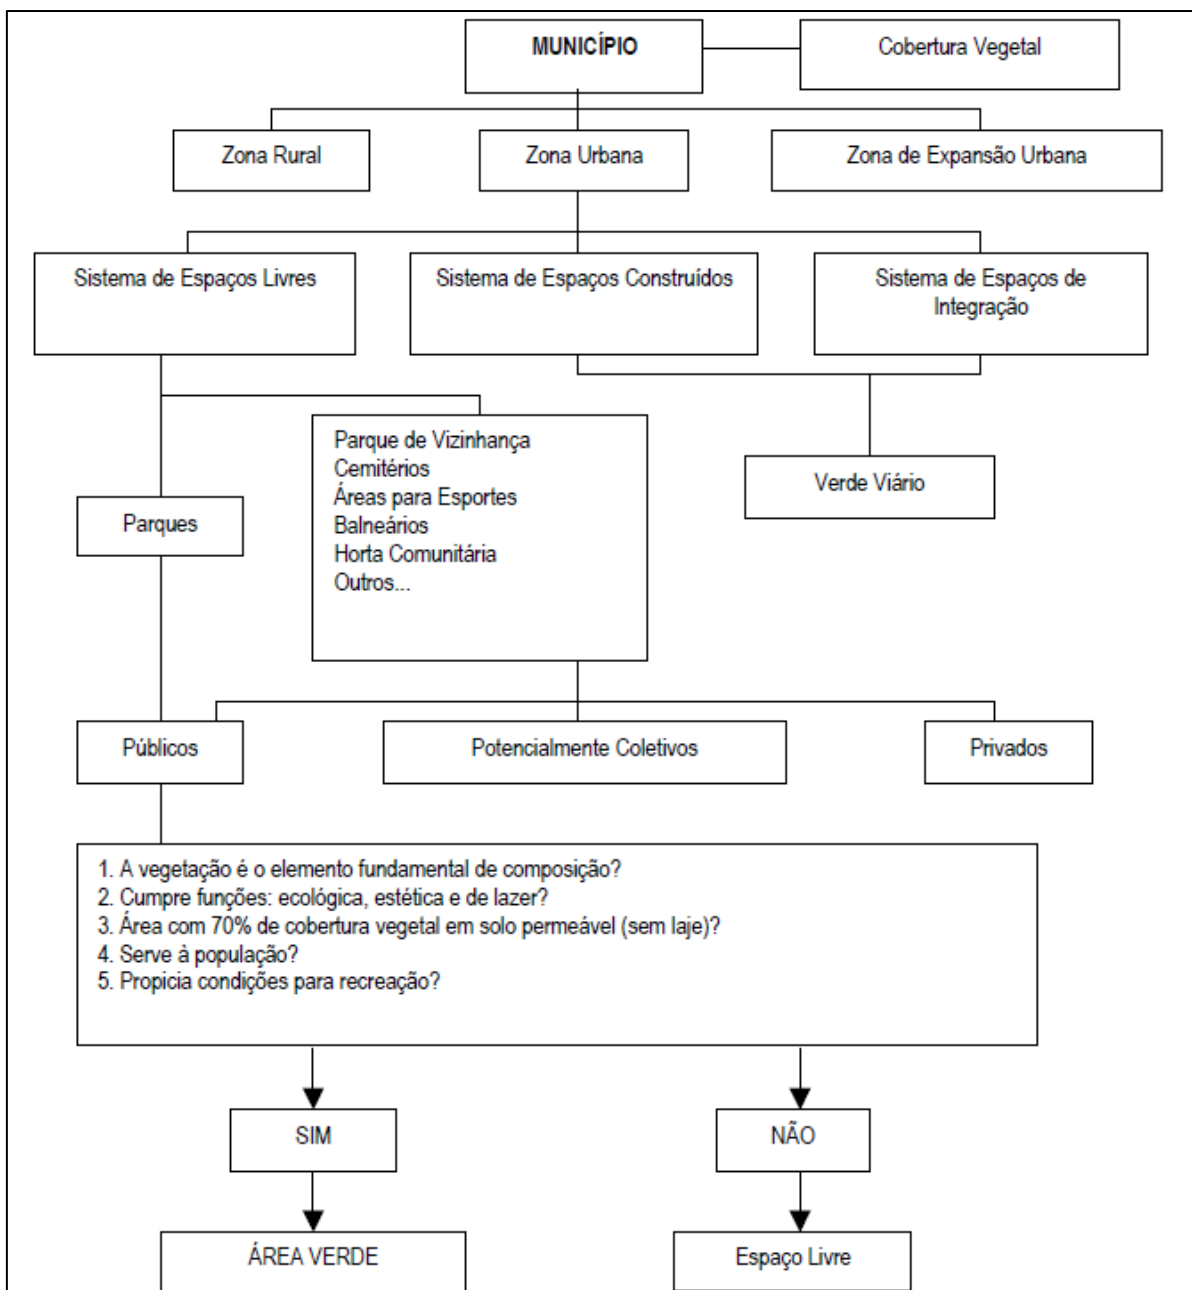 MUNICÍPIO
Cobertura Vegetal
Zona Rural
Zona Urbana
Zona de Expansão Urbana
Sistema de Espaços Livres
Sistema de Espaços Construídos
Sistema de Espaços de
Integração
Parque de Vizinhança
Cemitérios
Áreas para Esportes
Balneários
Horta Comunitária
Outros...
Verde Viário
Parques
Públicos
Potencialmente Coletivos
Privados
1. A vegetação é o elemento fundamental de composição?
2. Cumpre funções: ecológica, estética e de lazer?
3. Área com 70% de cobertura vegetal em solo permeável (sem laje)?
4. Serve à população?
5. Propicia condições para recreação?
SIM
NÃO
ÁREA VERDE
Espaço Livre